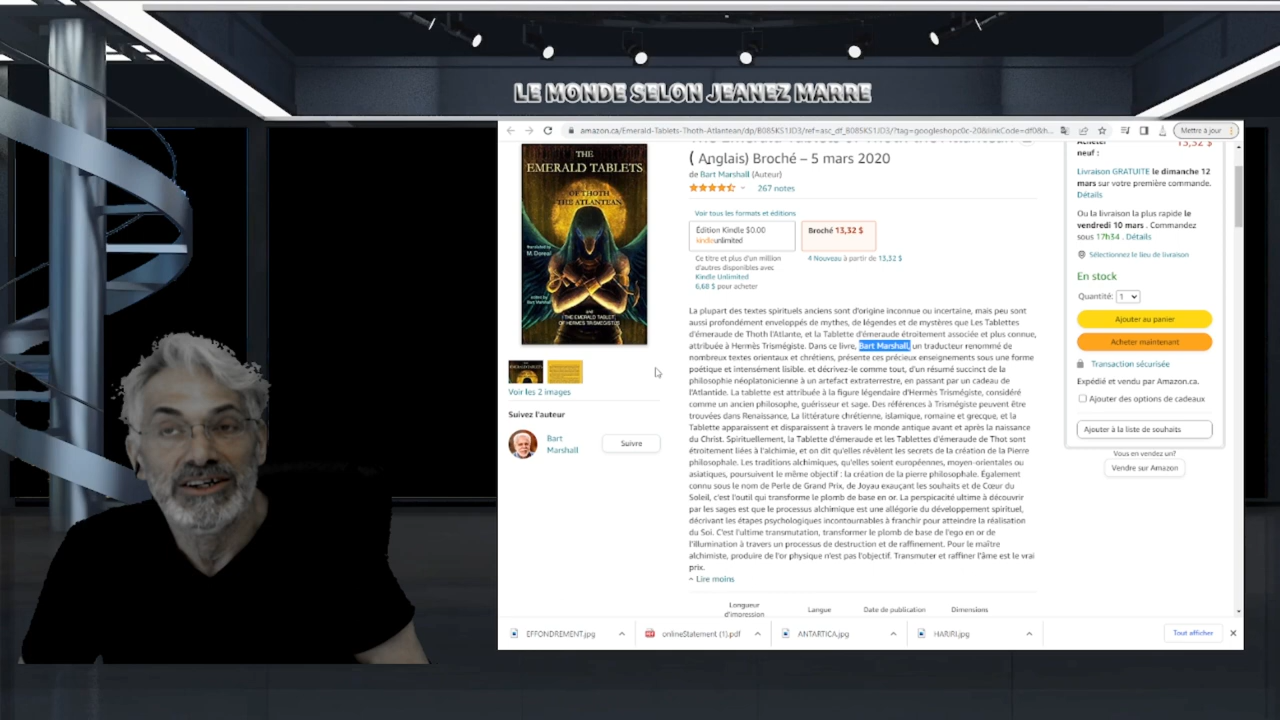 LE MONDE SELON JEANEZ MARRE
amazon.ca/Emerald-Tablets-Thoth-Atlantean/dp/B085KS1JD3/ref=asc_df_B085KS1JD3/?tag=googleshopc0c-20&linkCode=df0&h...
Mettre à jour
THE
EMERALD TABLETS
OF THOTH
THE ATLANTEAN
translated by
M. Doreal
edited by
Bart Marshall
and
(THE EMERALD TABLET
OF HERMES TRISMEGISTUS)
Voir les 2 images
Suivez l'auteur
Bart
Marshall
Suivre
( Anglais) Broché – 5 mars 2020
de Bart Marshall (Auteur)
267 notes
Voir tous les formats et éditions
Édition Kindle $0.00
kindleunlimited
Broché 13,32 $
Ce titre et plus d'un million
d'autres disponibles avec
Kindle Unlimited
6,68 $ pour acheter
4 Nouveau à partir de 13,32 $
La plupart des textes spirituels anciens sont d'origine inconnue ou incertaine, mais peu sont
aussi profondément enveloppés de mythes, de légendes et de mystères que Les Tablettes
d'émeraude de Thoth l'Atlante, et la Tablette d'émeraude étroitement associée et plus connue,
attribuée à Hermès Trismégiste. Dans ce livre, Bart Marshall, un traducteur renommé de
nombreux textes orientaux et chrétiens, présente ces précieux enseignements sous une forme
poétique et intensément lisible. et décrivez-le comme tout, d'un résumé succinct de la
philosophie néoplatonicienne à un artefact extraterrestre, en passant par un cadeau de
l'Atlantide. La tablette est attribuée à la figure légendaire d'Hermès Trismégiste, considéré
comme un ancien philosophe, guérisseur et sage. Des références à Trismégiste peuvent être
trouvées dans Renaissance. La littérature chrétienne, islamique, romaine et grecque, et la
Tablette apparaissent et disparaissent à travers le monde antique avant et après la naissance
du Christ. Spirituellement, la Tablette d'émeraude et les Tablettes d'émeraude de Thot sont
étroitement liées à l'alchimie, et on dit qu'elles révèlent les secrets de la création de la Pierre
philosophale. Les traditions alchimiques, qu'elles soient européennes, moyen-orientales ou
asiatiques, poursuivent le même objectif : la création de la pierre philosophale. Également
connu sous le nom de Perle de Grand Prix, de Joyau exauçant les souhaits et de Cœur du
Soleil, c'est l'outil qui transforme le plomb de base en or. La perspicacité ultime à découvrir
par les sages est que le processus alchimique est une allégorie du développement spirituel,
décrivant les étapes psychologiques incontournables à franchir pour atteindre la réalisation
du Soi. C'est l'ultime transmutation, transformer le plomb de base de l'ego en or de
l'illumination à travers un processus de destruction et de raffinement. Pour le maître
alchimiste, produire de l'or physique n'est pas l'objectif. Transmuter et raffiner l'âme est le vrai
prix.
Lire moins
Longueur
d'impression
Langue
Date de publication
Dimensions
Acheter
neuf :
13,32 $
Livraison GRATUITE le dimanche 12
mars sur votre première commande.
Détails
Ou la livraison la plus rapide le
vendredi 10 mars . Commandez
sous 17h34 . Détails
Sélectionnez le lieu de livraison
En stock
Quantité: 1
Ajouter au panier
Acheter maintenant
Transaction sécurisée
Expédié et vendu par Amazon.ca.
Ajouter des options de cadeaux
Ajouter à la liste de souhaits
Vous en vendez un?
Vendre sur Amazon
EFFONDREMENT.jpg
onlineStatement (1).pdf
ANTARTICA.jpg
HARIRI.jpg
Tout afficher